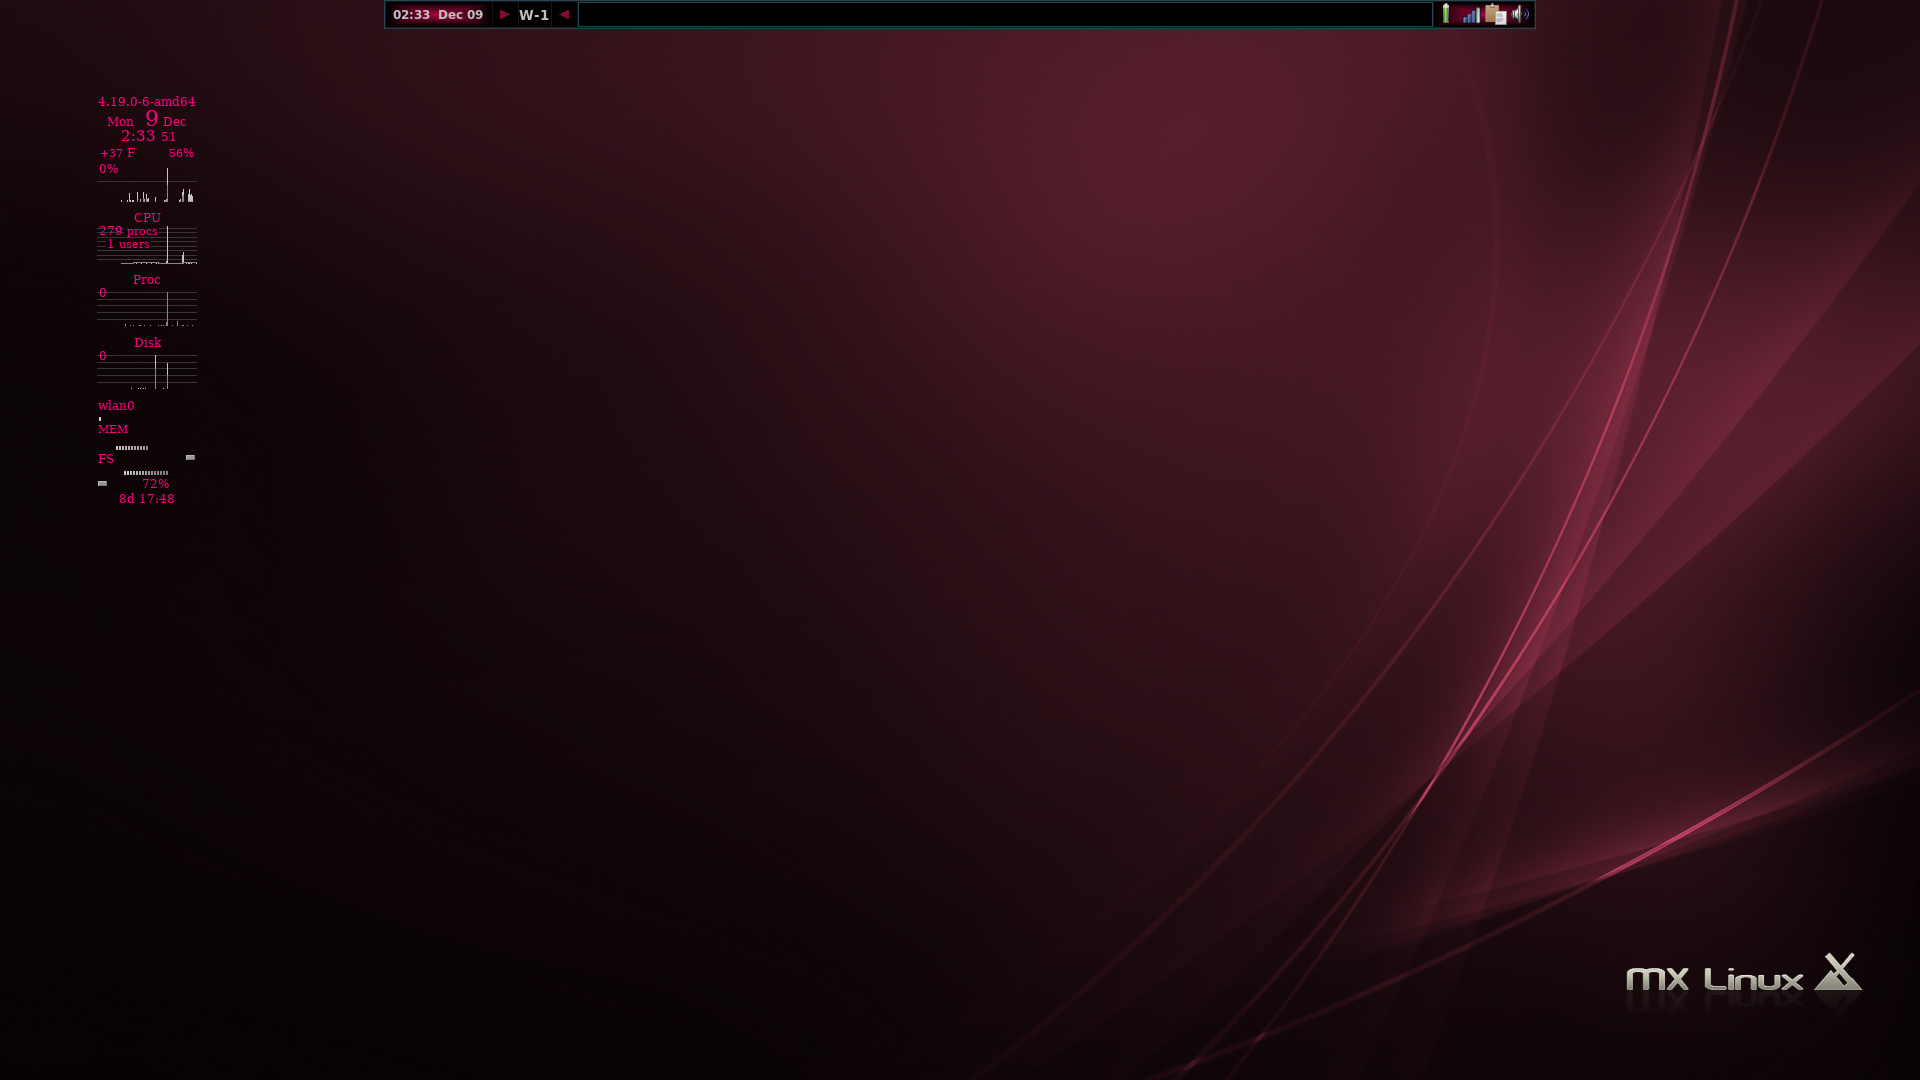 02:33 Dec 09 W-1
4.19.0-6-amd64
Mon 9 Dec
2:33 51
+37 F 56%
0%
CPU
279 procs
1 users
Proc
0
Disk
0
wlan0
MEM
FS
72%
8d 17:48
mx Linux